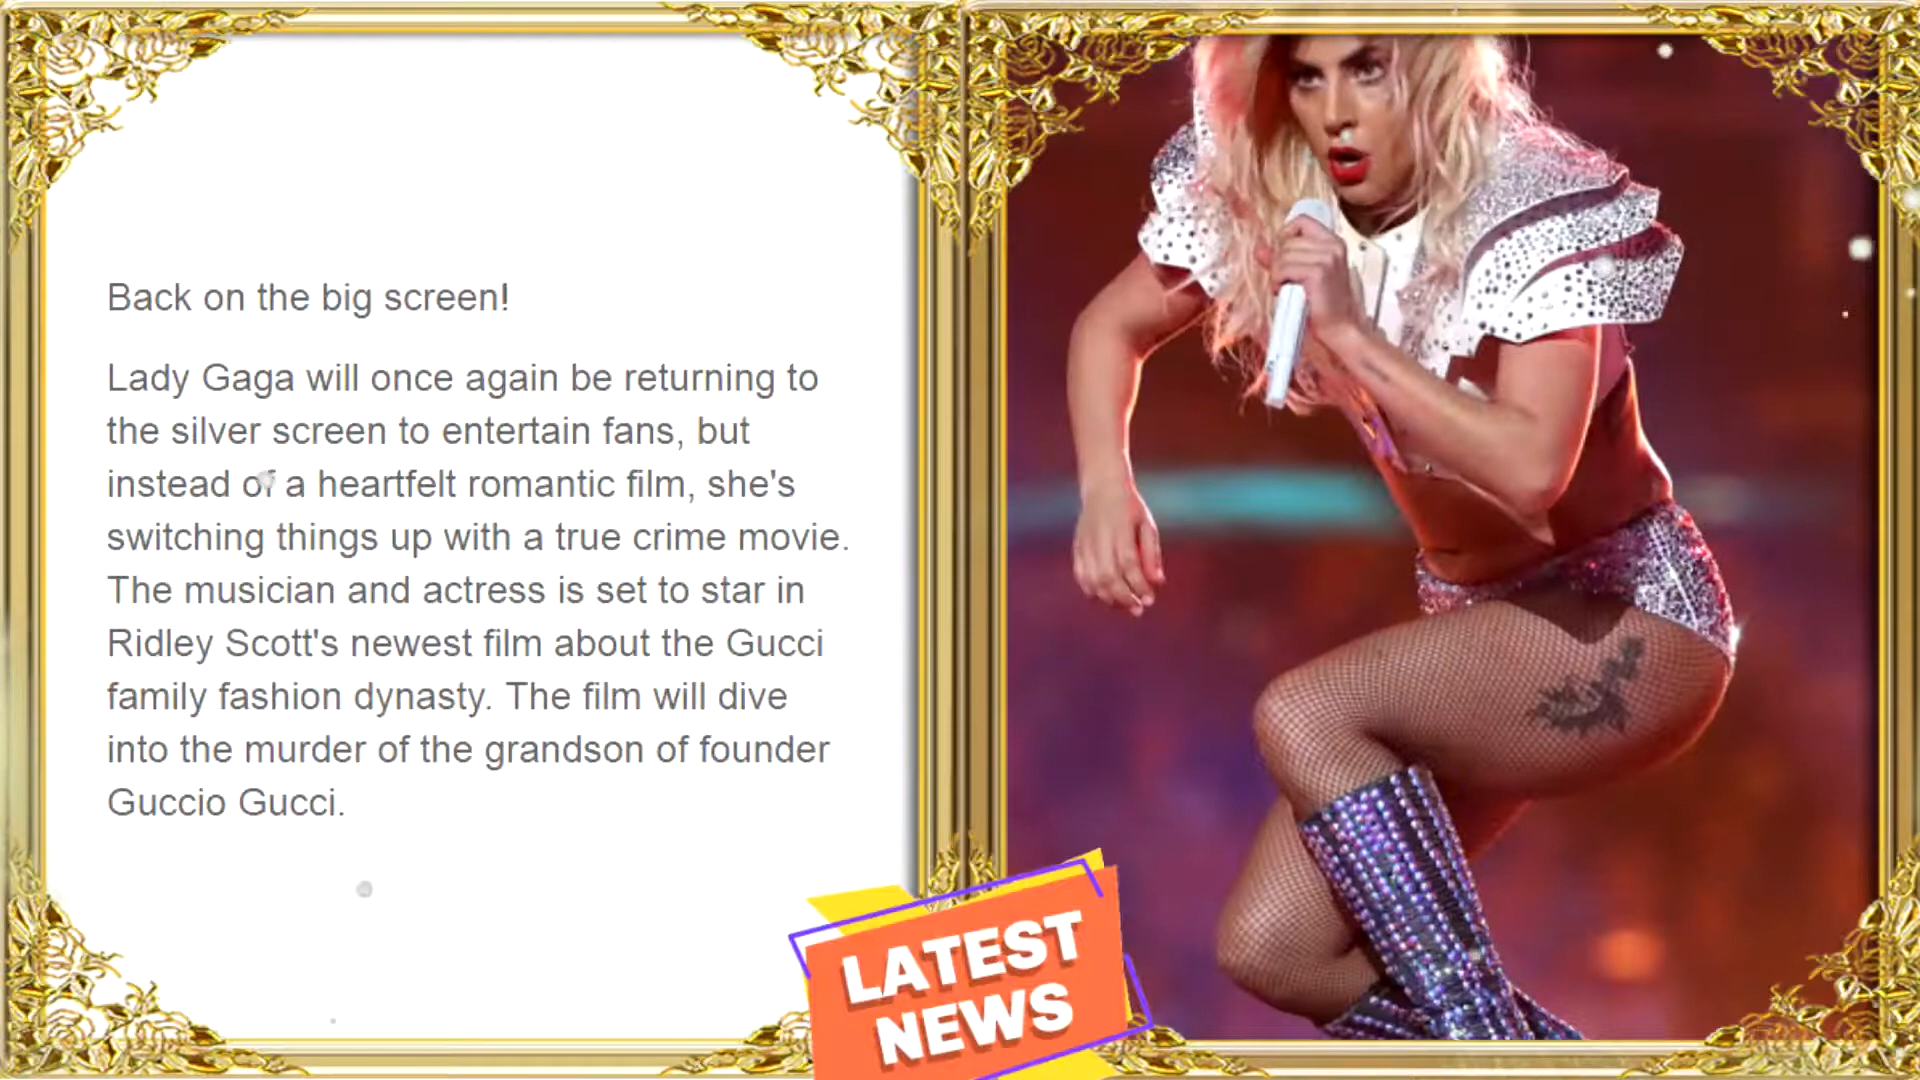 Back on the big screen!
Lady Gaga will once again be returning to
the silver screen to entertain fans, but
instead of a heartfelt romantic film, she's
switching things up with a true crime movie.
The musician and actress is set to star in
Ridley Scott's newest film about the Gucci
family fashion dynasty. The film will dive
into the murder of the grandson of founder
Guccio Gucci.
LATEST
NEWS